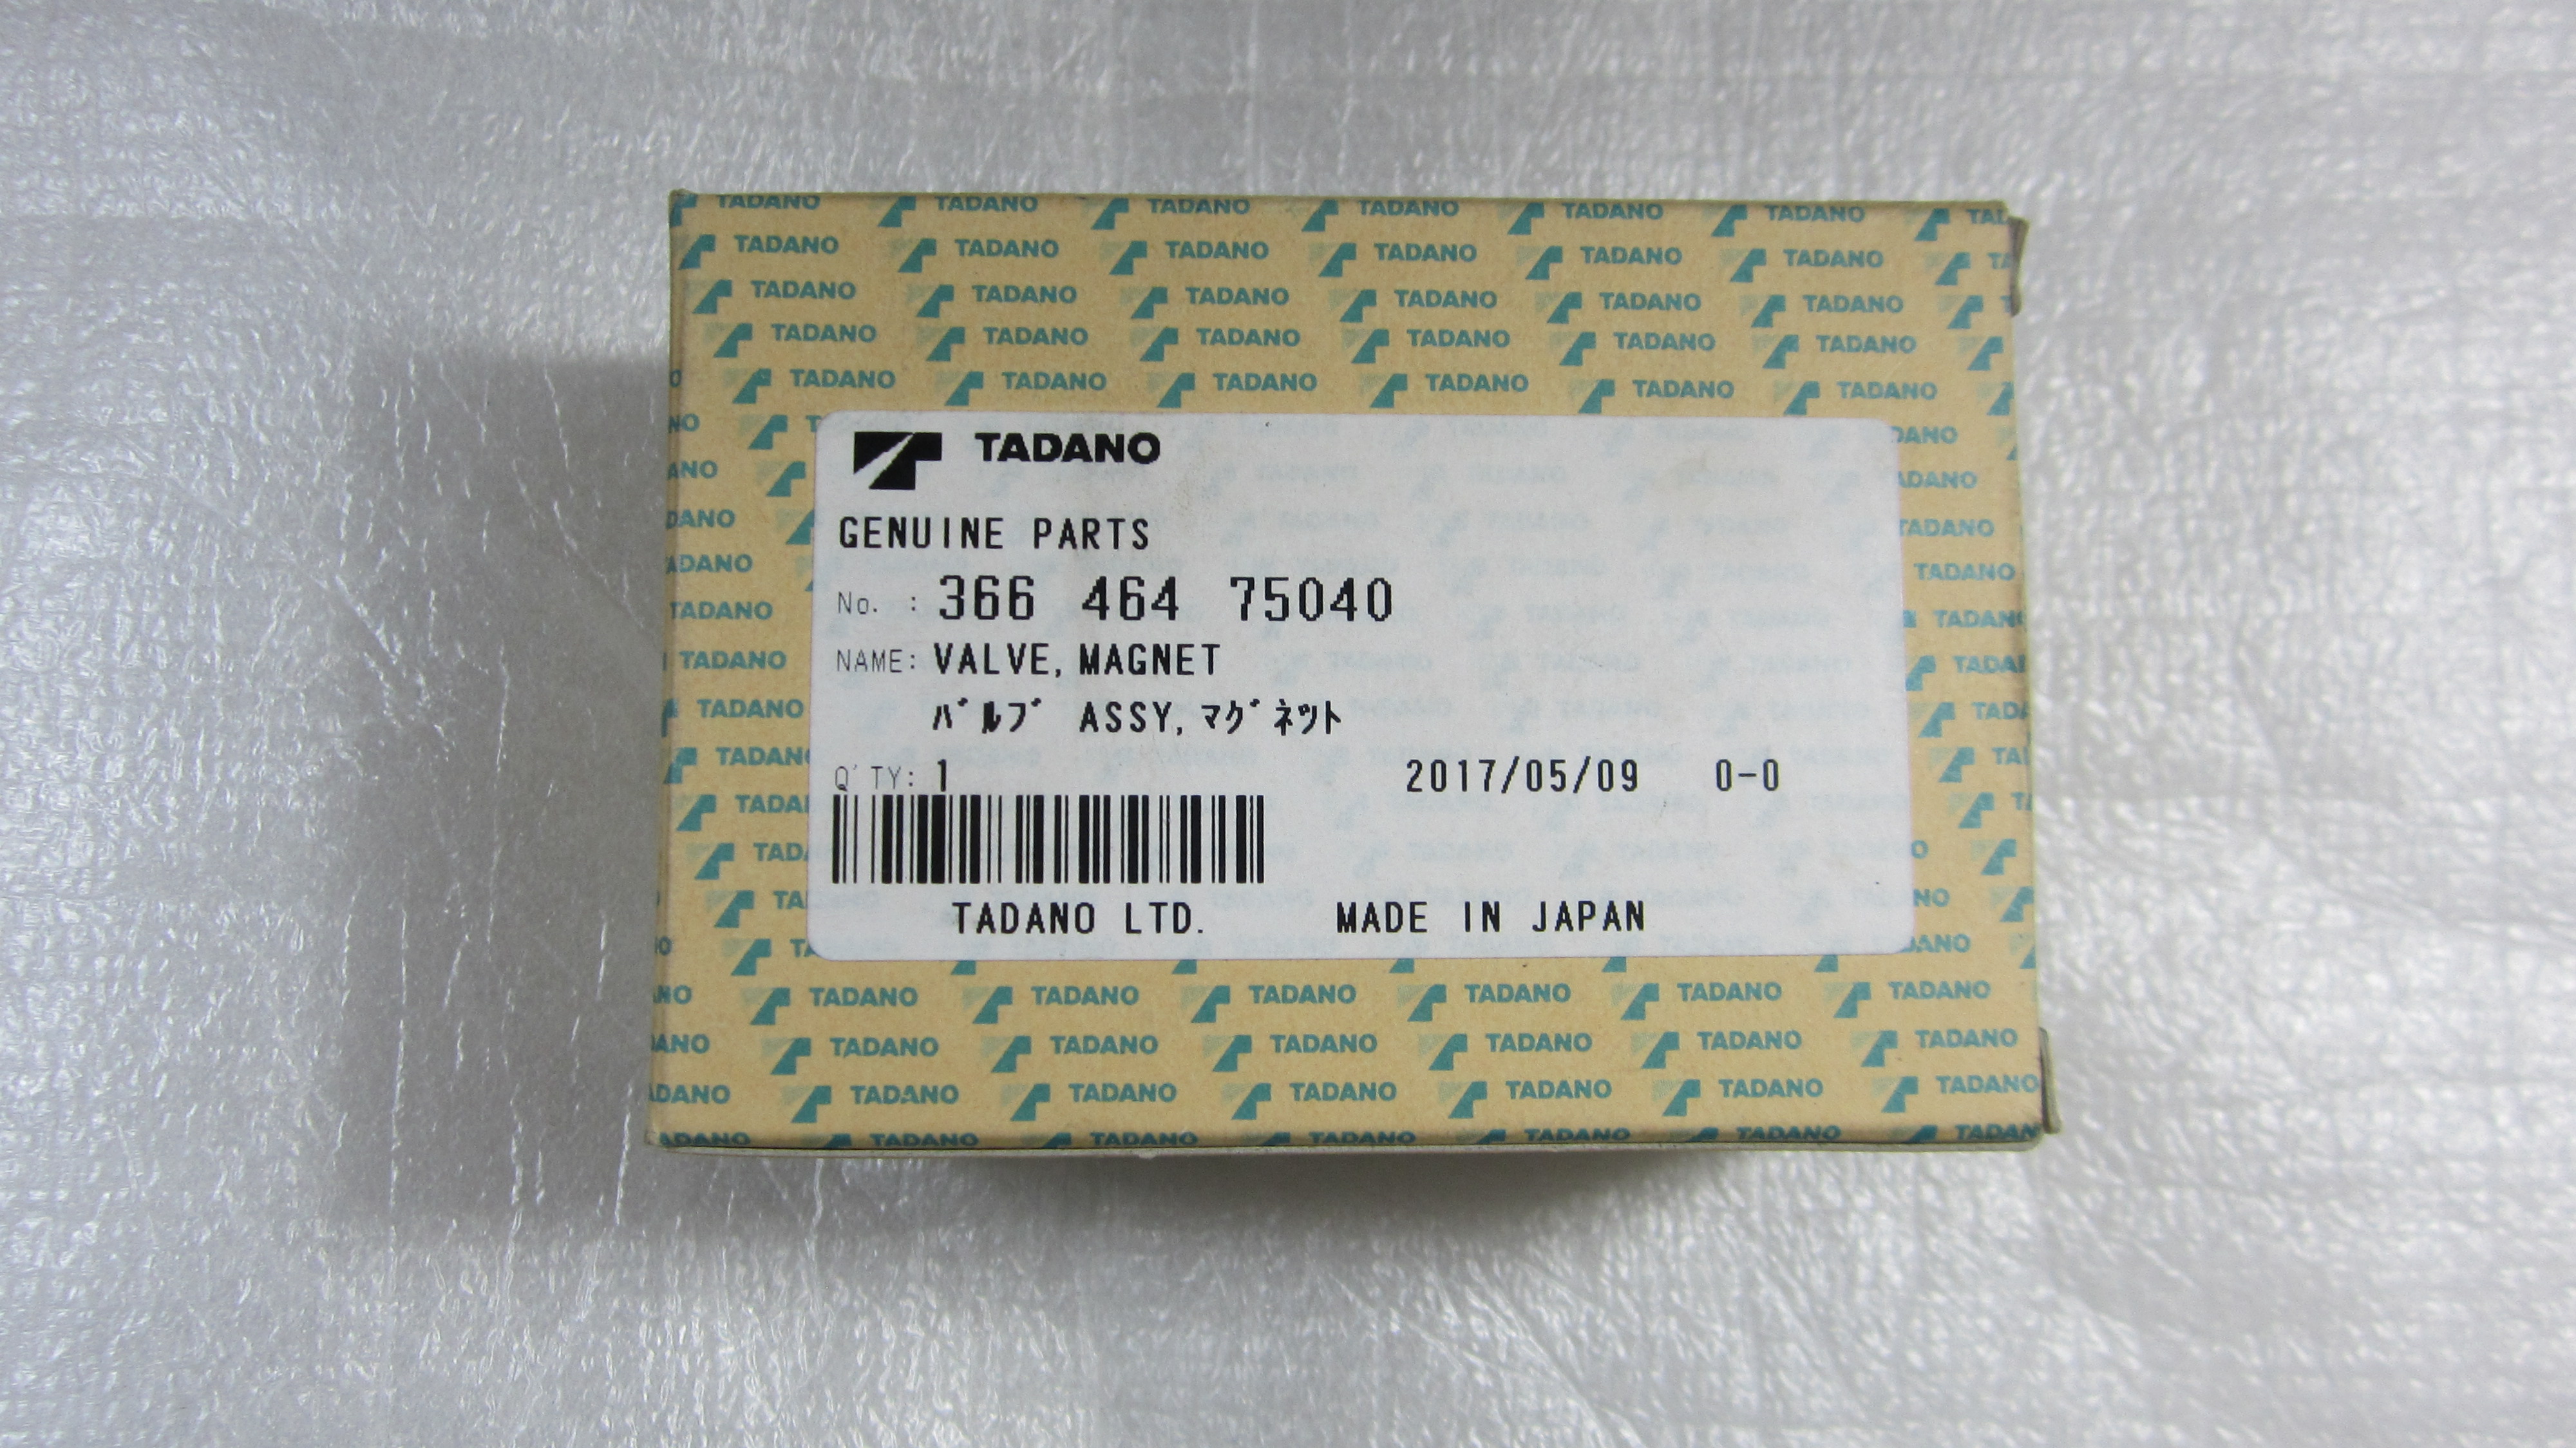 TADANO
GENUINE PARTS
No. : 366 464 75040
NAME: VALVE, MAGNET
ﾊﾞﾙﾌﾞ ASSY, ﾏｸﾞﾈｯﾄ
Q'TY: 1 2017/05/09 0-0
TADANO LTD. MADE IN JAPAN